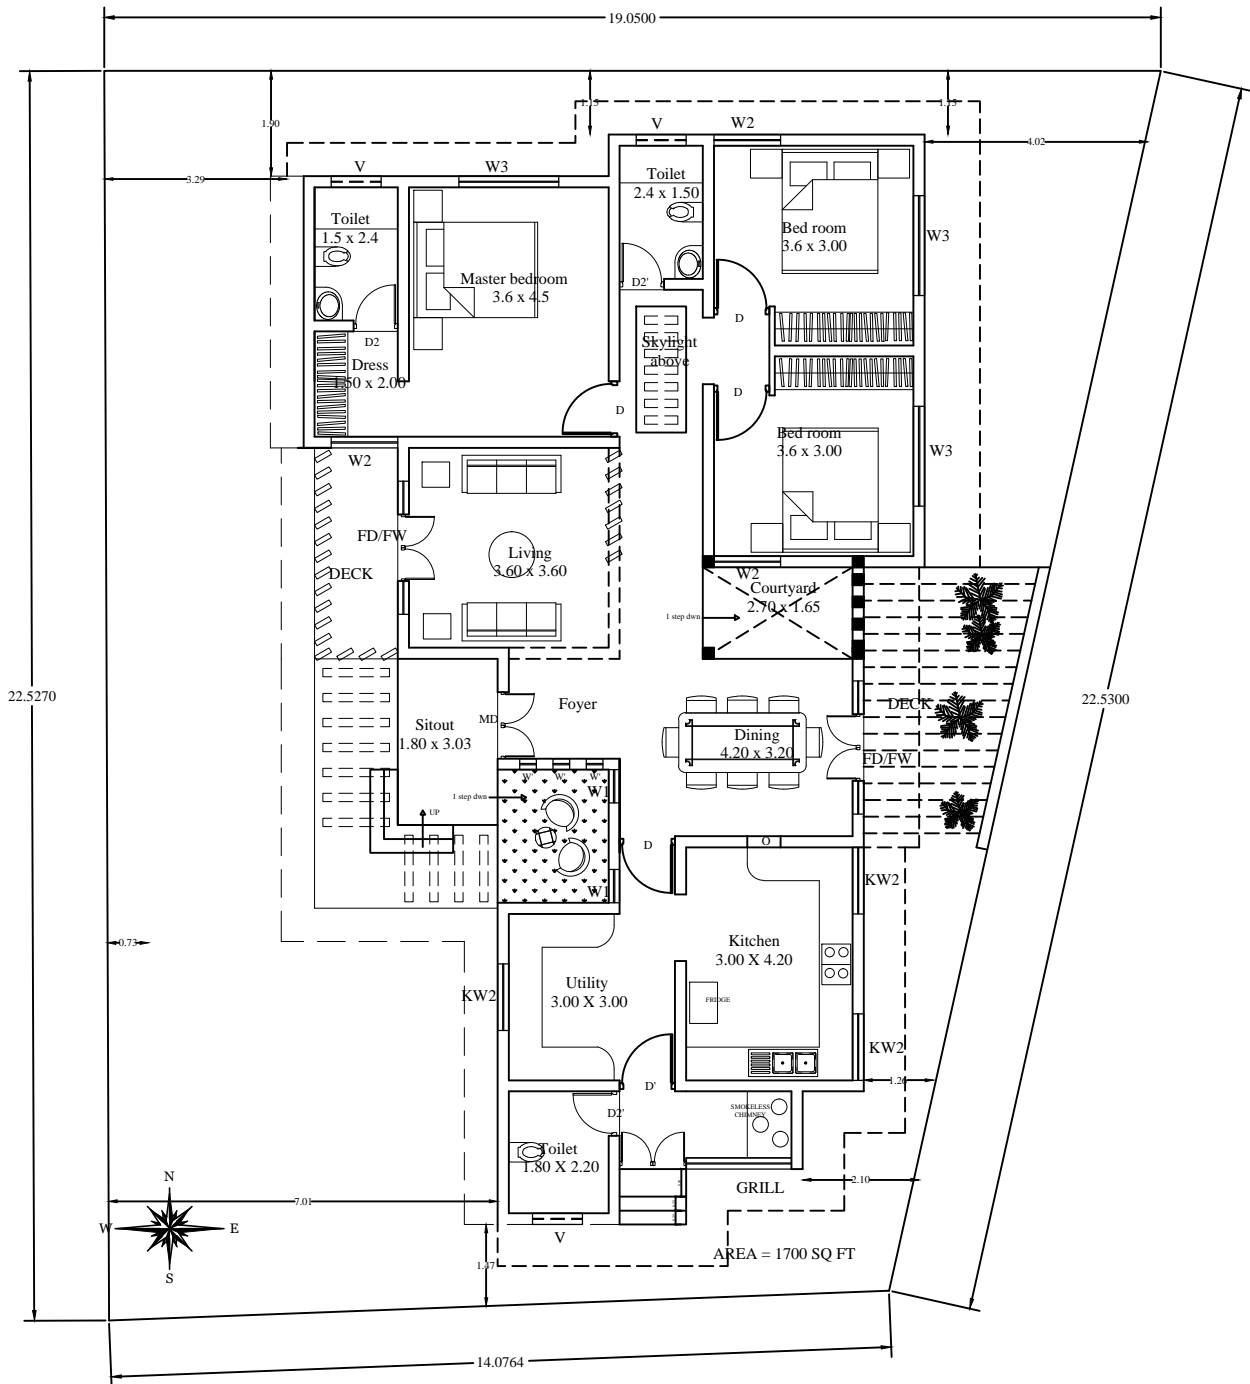 19.0500
1.15
1.15
1.90
4.02
3.29
V
W2
V
W3
Toilet
2.4 x 1.50
Toilet
1.5 x 2.4
Bed room
3.6 x 3.00
W3
Master bedroom
3.6 x 4.5
D2'
D
D2
Skylight
above
Dress
1.50 x 2.00
D
D
Bed room
3.6 x 3.00
W3
W2
FD/FW
DECK
Living
3.60 x 3.60
W2
Courtyard
2.70 x 1.65
1 step dwn
22.5270
22.5300
Foyer
DECK
MD
Sitout
1.80 x 3.03
Dining
4.20 x 3.20
FD/FW
W'
W'
W'
W1
1 step dwn
UP
D
O
W1
KW2
0.73
Kitchen
3.00 X 4.20
Utility
3.00 X 3.00
KW2
FRIDGE
KW2
1.26
D'
D2'
SMOKELESS
CHIMNEY
Toilet
1.80 X 2.20
2.10
GRILL
N
7.01
W
E
V
S
AREA = 1700 SQ FT
1.47
14.0764